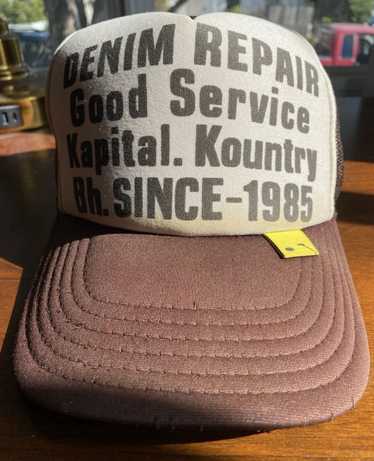 DENIM REPAIR
Good Service
Kapital. Kountry
Bh. SINCE-1985